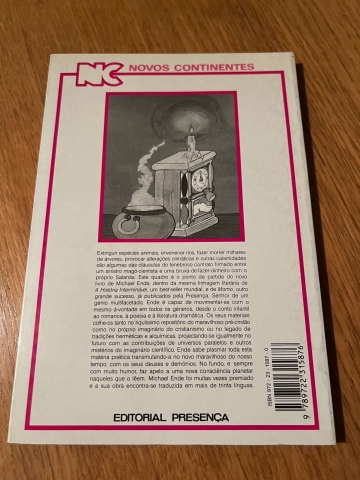 NC NOVOS CONTINENTES
Extinguir espécies animais, envenenar rios, fazer morrer milhares
de árvores, provocar alterações climáticas e outras calamidades
são algumas das cláusulas do tenebroso contrato firmado entre
um sinistro mago-cientista e uma bruxa de fazer dinheiro com o
próprio Satanás. Este quadro é o ponto de partida do novo
livro de Michael Ende, dentro da mesma linhagem literária de
A História Interminável, um best-seller mundial, e de Momo, outro
grande sucesso, já publicados pela Presença. Senhor de um
génio multifacetado, Ende é capaz de movimentar-se com o
mesmo à-vontade em todos os géneros, desde o conto infantil
ao romance, à poesia e à literatura dramática. Os seus materiais
colhe-os tanto no riquíssimo repositório do maravilhoso pré-cristão
como no próprio imaginário do cristianismo ou no legado de
tradições herméticas e alquímicas, projectando-se igualmente no
futuro com as contribuições de universos paralelos e outros
mistérios do imaginário científico. Ende sabe plasmar toda esta
matéria poética transmutando-a no novo maravilhoso do nosso
tempo, com os seus deuses e demónios. No fundo, e sempre
com muito humor, faz apelo a uma nova consciência planetar
naqueles que o lêem. Michael Ende foi muitas vezes premiado
e a sua obra encontra-se traduzida em mais de trinta línguas.
ISBN 972-23-1587-0
9 789722 315876
EDITORIAL PRESENÇA